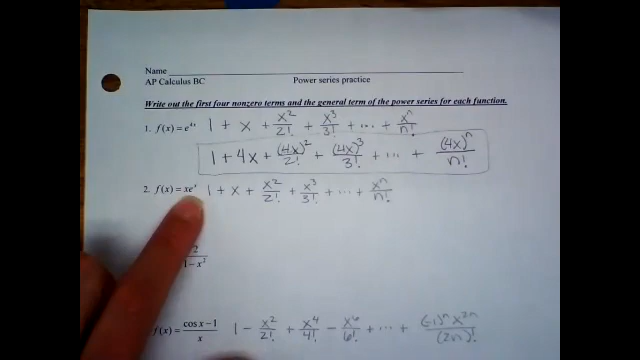 Name
AP Calculus BC Power series practice
Write out the first four nonzero terms and the general term of the power series for each function.
1. f(x) = e⁴ˣ 1 + x + x²/2! + x³/3! + ... + xⁿ/n!
1 + 4x + (4x)²/2! + (4x)³/3! + ... + (4x)ⁿ/n!
2. f(x) = xeˣ 1 + x + x²/2! + x³/3! + ... + xⁿ/n!
f(x) = (cos x − 1)/x 1 − x²/2! + x⁴/4! − x⁶/6! + ... + (-1)ⁿ x²ⁿ/(2n)!